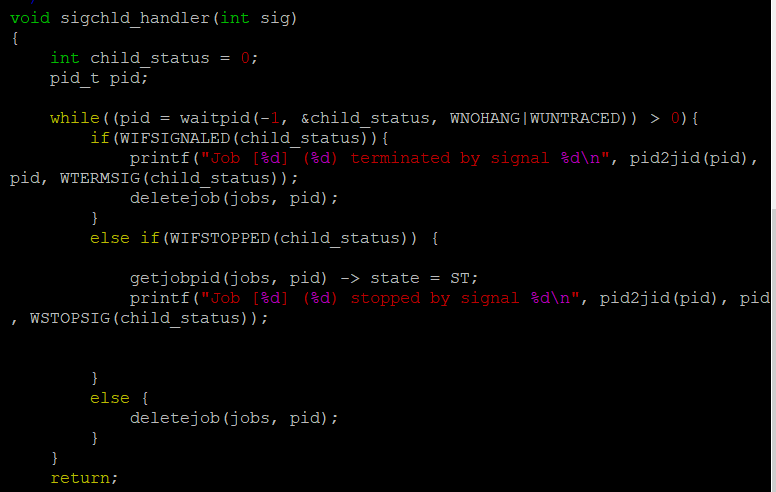 void sigchld_handler(int sig)
{
    int child_status = 0;
    pid_t pid;

    while((pid = waitpid(-1, &child_status, WNOHANG|WUNTRACED)) > 0){
        if(WIFSIGNALED(child_status)){
            printf("Job [%d] (%d) terminated by signal %d\n", pid2jid(pid),
pid, WTERMSIG(child_status));
            deletejob(jobs, pid);
        }
        else if(WIFSTOPPED(child_status)) {

            getjobpid(jobs, pid) -> state = ST;
            printf("Job [%d] (%d) stopped by signal %d\n", pid2jid(pid), pid
, WSTOPSIG(child_status));


        }
        else {
            deletejob(jobs, pid);
        }
    }
    return;